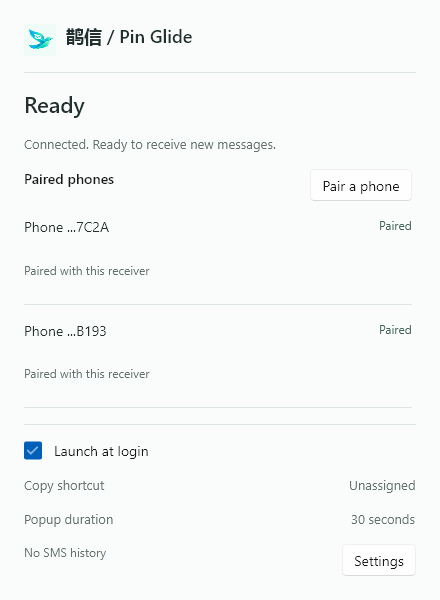 鹊信 / Pin Glide
Ready
Connected. Ready to receive new messages.
Paired phones
Pair a phone
Phone ...7C2A
Paired
Paired with this receiver
Phone ...B193
Paired
Paired with this receiver
Launch at login
Copy shortcut
Unassigned
Popup duration
30 seconds
No SMS history
Settings